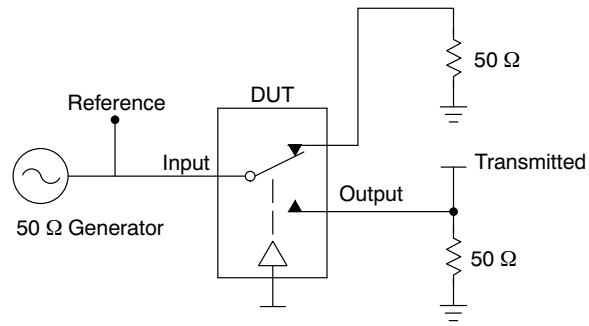 50 Ω
Reference
DUT
Input
Transmitted
Output
50 Ω Generator
50 Ω